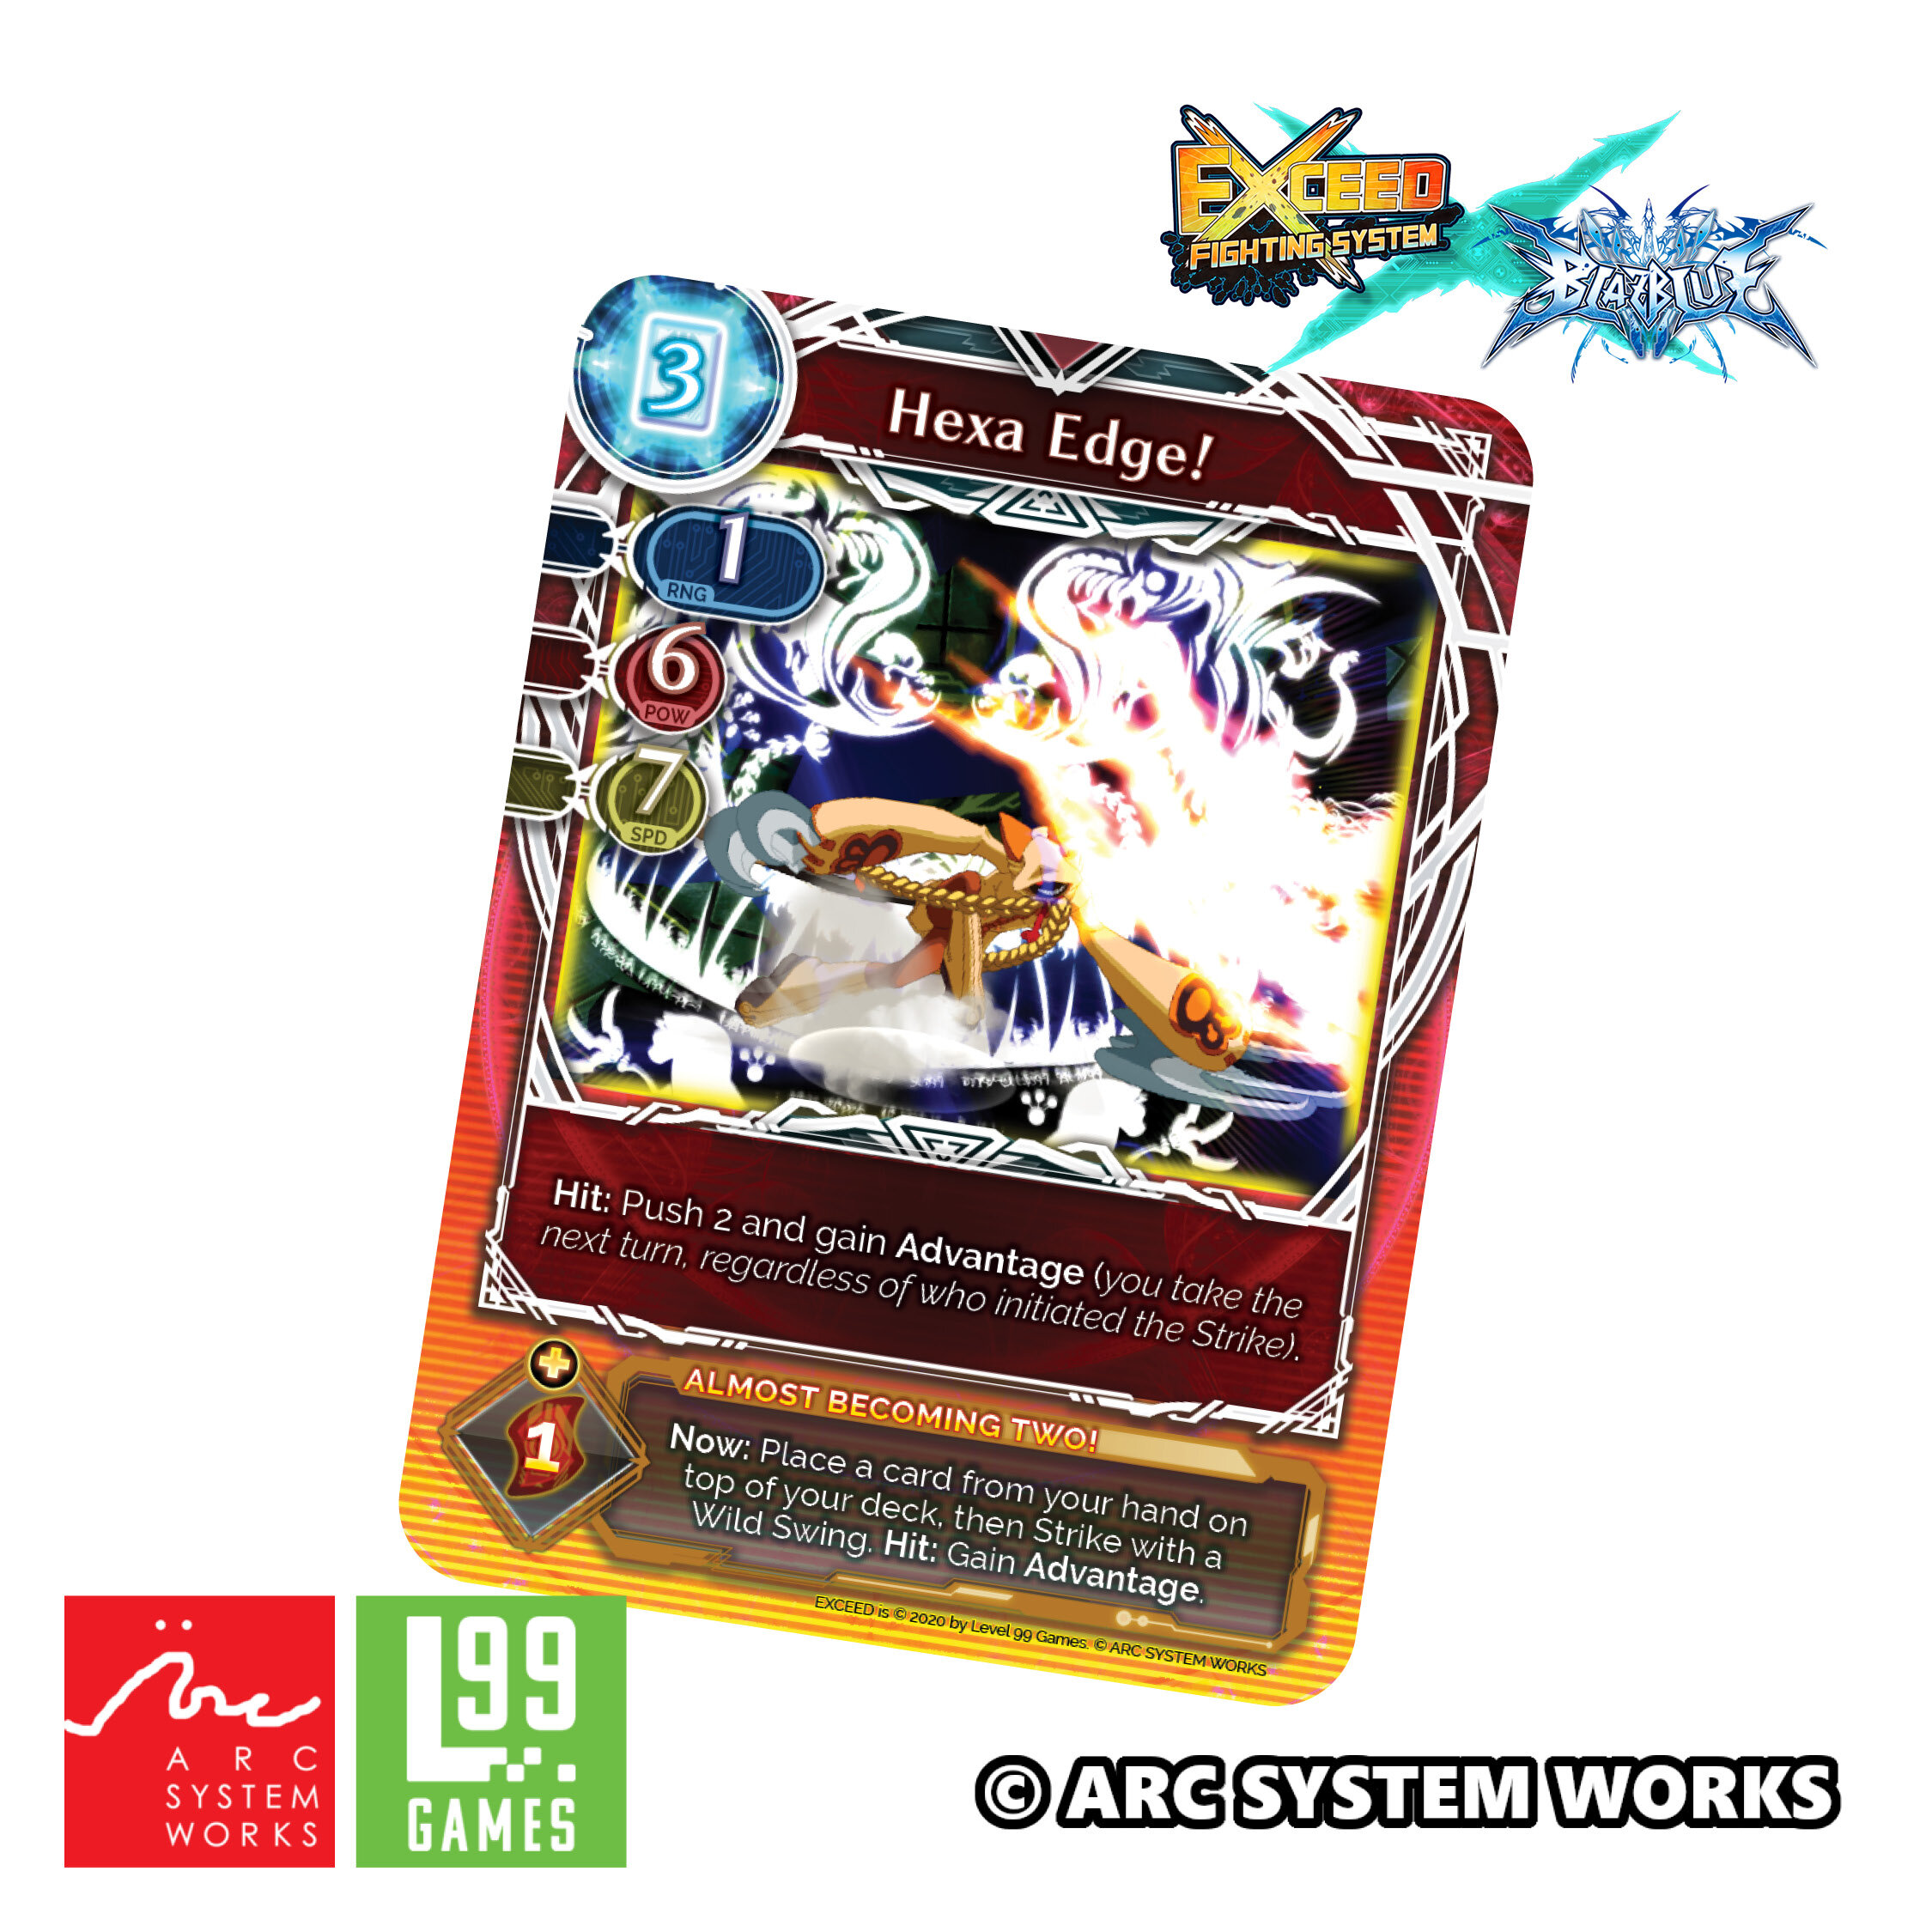 EXCEED
FIGHTING SYSTEM
BLAZBLUE
3
Hexa Edge!
1
RNG
6
POW
7
SPD
Hit: Push 2 and gain Advantage (you take the
next turn, regardless of who initiated the Strike).
+
1
ALMOST BECOMING TWO!
Now: Place a card from your hand on
top of your deck, then Strike with a
Wild Swing. Hit: Gain Advantage.
EXCEED is © 2020 by Level 99 Games. © ARC SYSTEM WORKS
Arc
ARC
SYSTEM
WORKS
L99
GAMES
© ARC SYSTEM WORKS